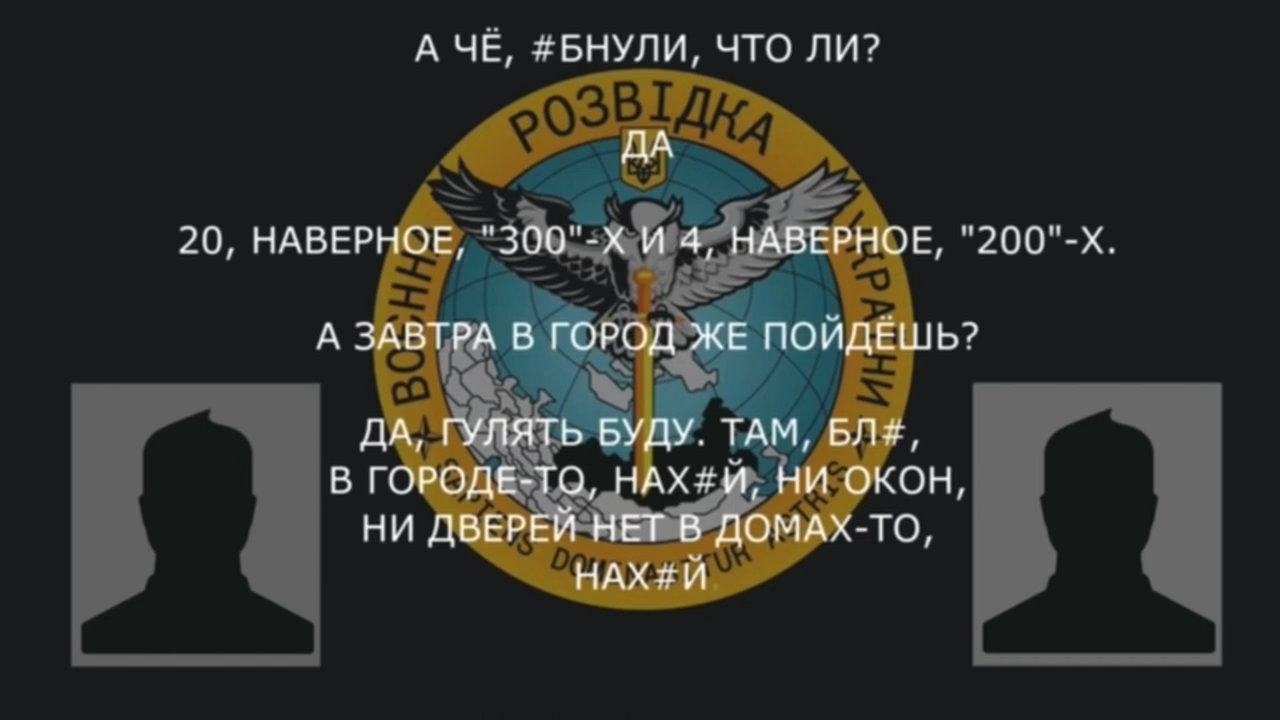 А ЧЁ, #БНУЛИ, ЧТО ЛИ?
РОЗВІДКА
ДА
20, НАВЕРНОЕ, "300"-Х И 4, НАВЕРНОЕ, "200"-Х.
А ЗАВТРА В ГОРОД ЖЕ ПОЙДЁШЬ?
УКРАЇНИ
ДА, ГУЛЯТЬ БУДУ. ТАМ, БЛ#,
В ГОРОДЕ-ТО, НАХ#Й, НИ ОКОН,
НИ ДВЕРЕЙ НЕТ В ДОМАХ-ТО,
НАХ#Й.